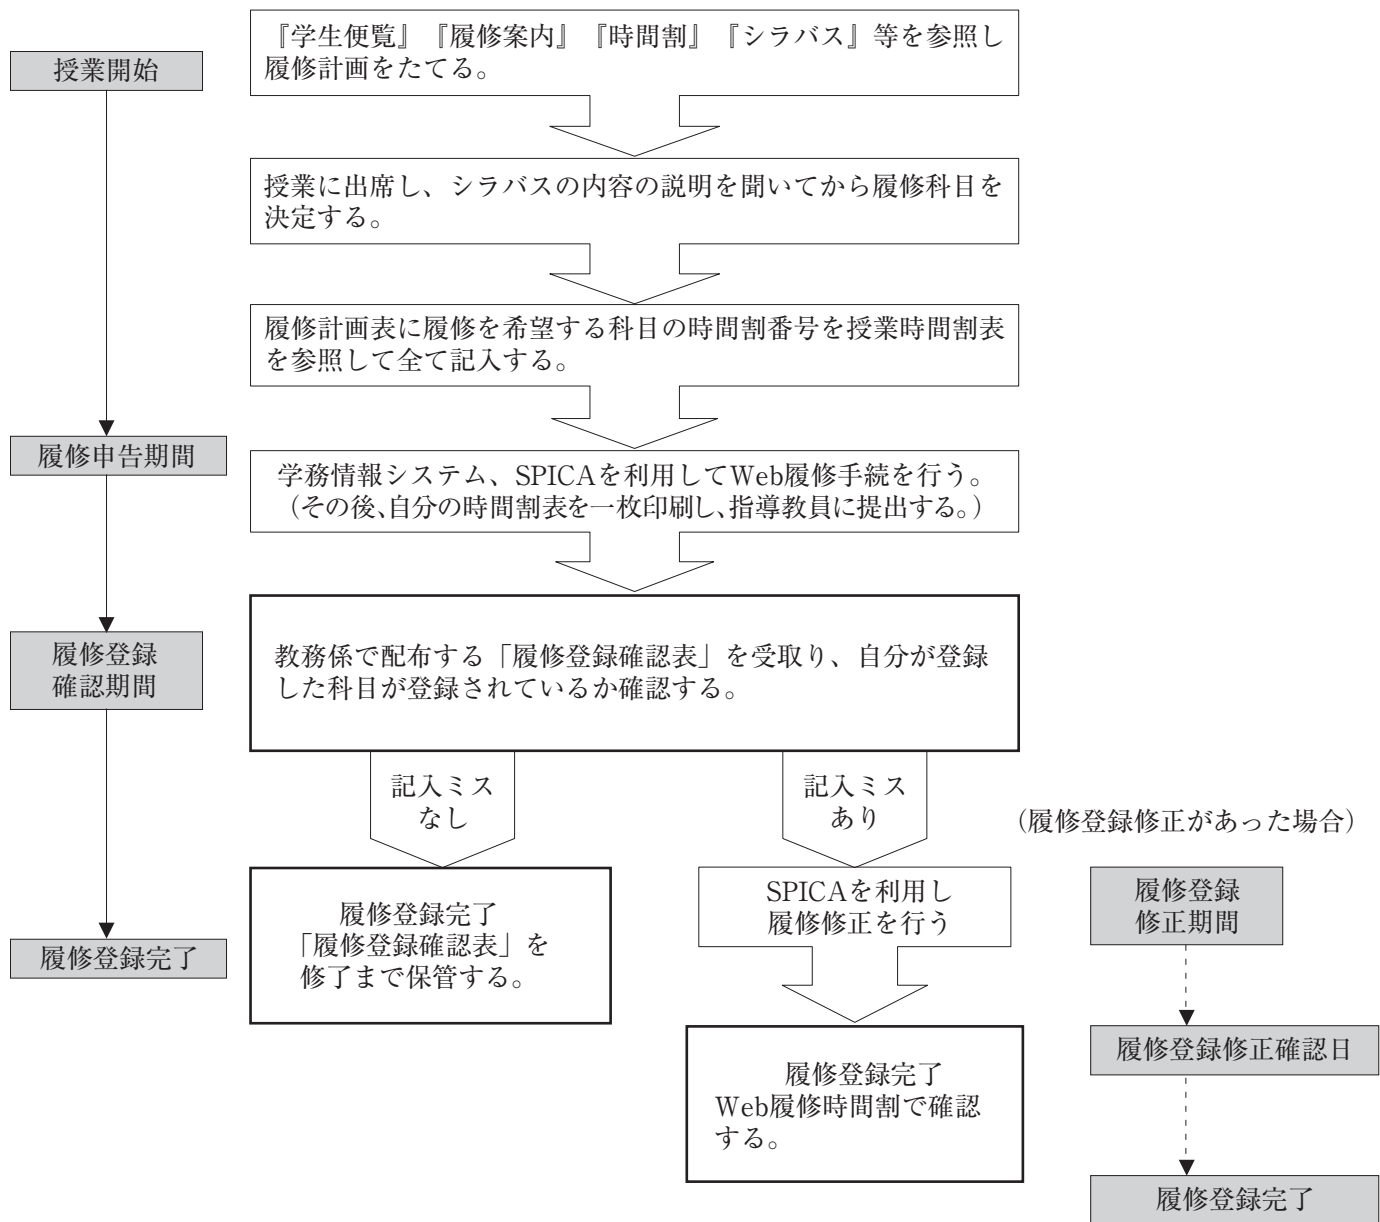 『学生便覧』『履修案内』『時間割』『シラバス』等を参照し
履修計画をたてる。
授業開始
授業に出席し、シラバスの内容の説明を聞いてから履修科目を
決定する。
履修計画表に履修を希望する科目の時間割番号を授業時間割表
を参照して全て記入する。
履修申告期間
学務情報システム、SPICAを利用してWeb履修手続を行う。
（その後、自分の時間割表を一枚印刷し、指導教員に提出する。）
履修登録
確認期間
教務係で配布する「履修登録確認表」を受取り、自分が登録
した科目が登録されているか確認する。
記入ミス
なし
記入ミス
あり
（履修登録修正があった場合）
履修登録完了
「履修登録確認表」を
修了まで保管する。
履修登録完了
SPICAを利用し
履修修正を行う
履修登録
修正期間
履修登録完了
Web履修時間割で確認
する。
履修登録修正確認日
履修登録完了